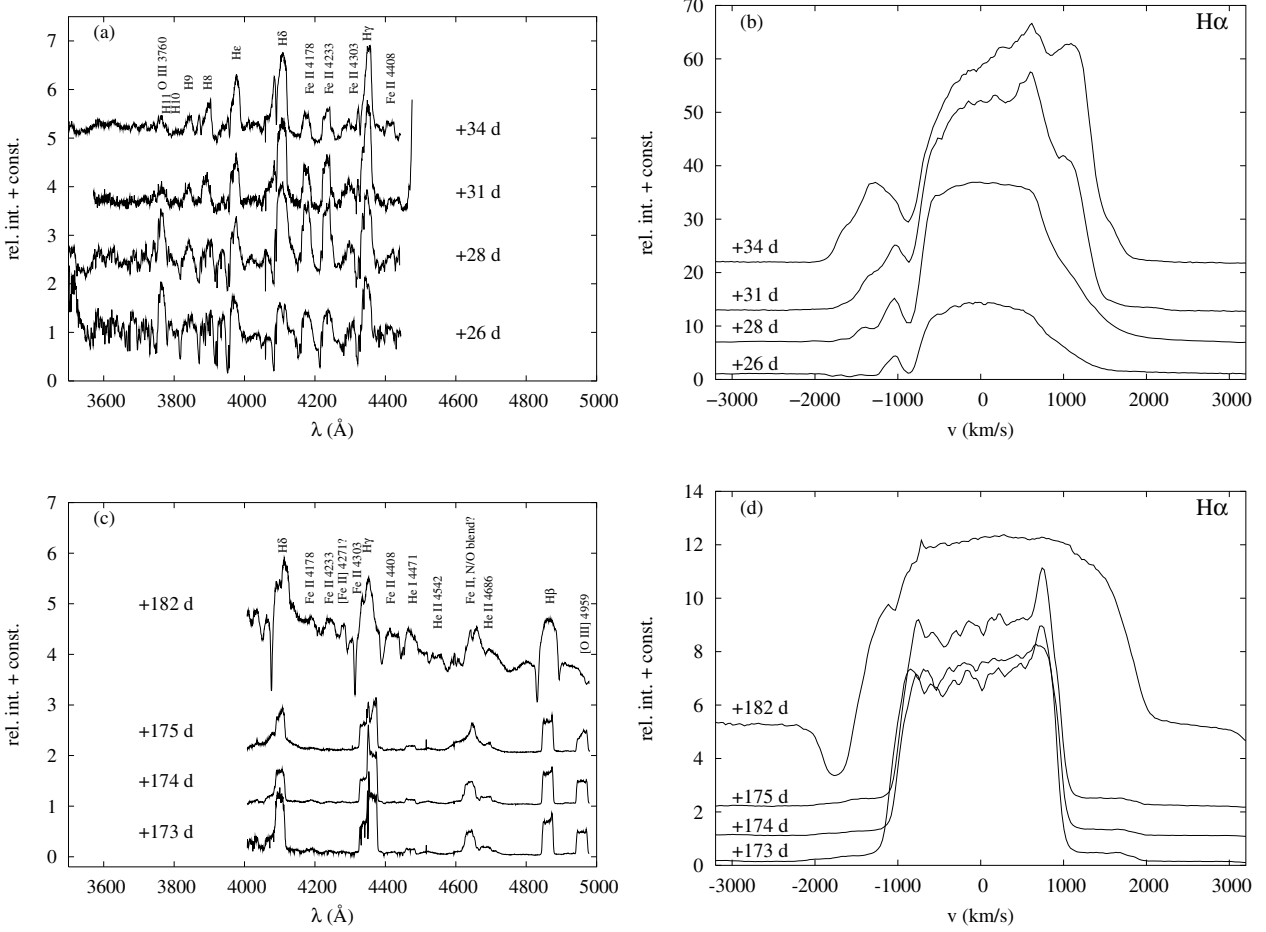 (a)
O III 3760
H11
H10
H9
H8
Hε
Hδ
Fe II 4178
Fe II 4233
Fe II 4303
Hγ
Fe II 4408
+34 d
+31 d
+28 d
+26 d
7
6
5
4
3
2
1
0
rel. int. + const.
3600 3800 4000 4200 4400 4600 4800 5000
λ (Å)
(b)
Hα
+34 d
+31 d
+28 d
+26 d
70
60
50
40
30
20
10
0
rel. int. + const.
−3000 −2000 −1000 0 1000 2000 3000
v (km/s)
(c)
Hδ
Fe II 4178
Fe II 4233
[Fe II] 4271?
Fe II 4303
Hγ
Fe II 4408
He I 4471
He II 4542
Fe II, N/O blend?
He II 4686
Hβ
[O III] 4959
+182 d
+175 d
+174 d
+173 d
7
6
5
4
3
2
1
0
rel. int. + const.
3600 3800 4000 4200 4400 4600 4800 5000
λ (Å)
(d)
Hα
+182 d
+175 d
+174 d
+173 d
14
12
10
8
6
4
2
0
rel. int. + const.
-3000 -2000 -1000 0 1000 2000 3000
v (km/s)